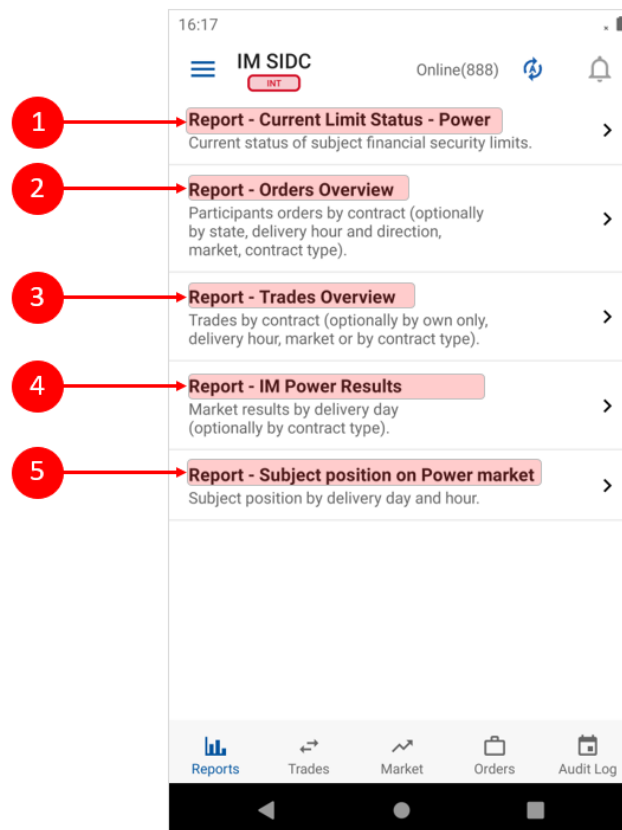 16:17
IM SIDC
INT
Online(888)
1
Report - Current Limit Status - Power
Current status of subject financial security limits.
2
Report - Orders Overview
Participants orders by contract (optionally
by state, delivery hour and direction,
market, contract type).
3
Report - Trades Overview
Trades by contract (optionally by own only,
delivery hour, market or by contract type).
4
Report - IM Power Results
Market results by delivery day
(optionally by contract type).
5
Report - Subject position on Power market
Subject position by delivery day and hour.
Reports
Trades
Market
Orders
Audit Log